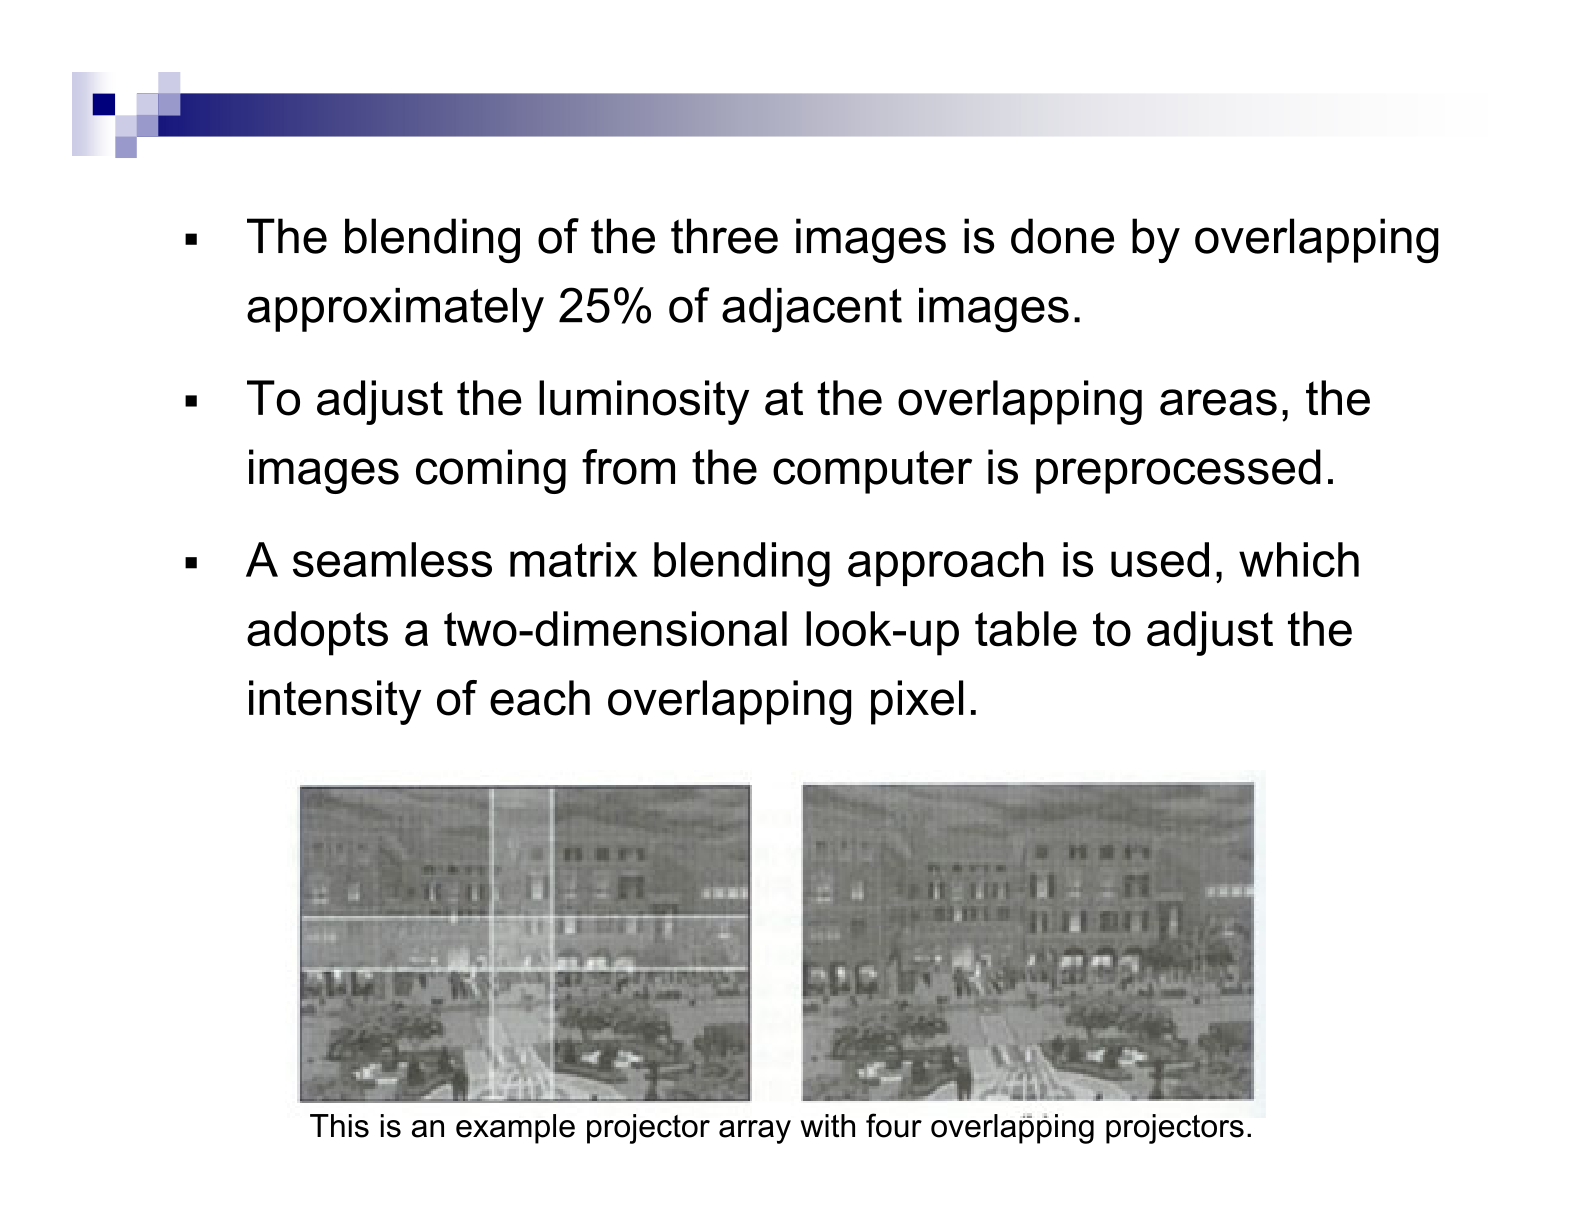 ▪ The blending of the three images is done by overlapping
approximately 25% of adjacent images.
▪ To adjust the luminosity at the overlapping areas, the
images coming from the computer is preprocessed.
▪ A seamless matrix blending approach is used, which
adopts a two-dimensional look-up table to adjust the
intensity of each overlapping pixel.
This is an example projector array with four overlapping projectors.